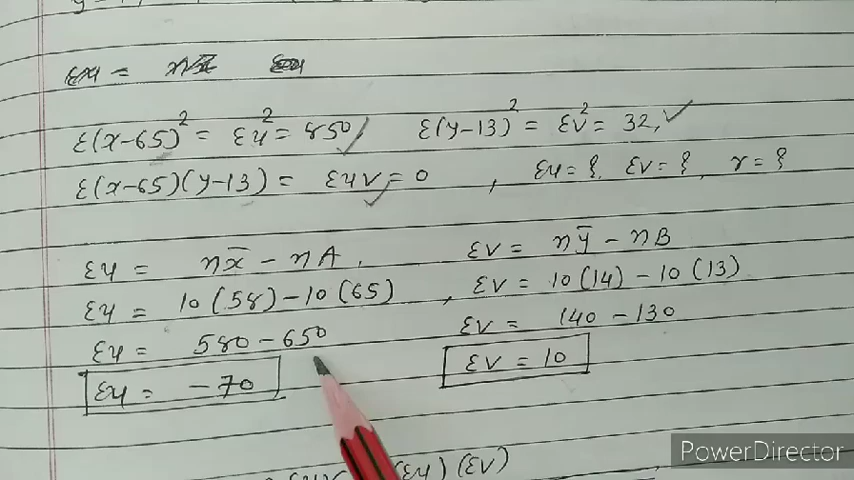 Σu = nx̄
Σ(x-65)² = Σu² = 850 Σ(y-13)² = Σv² = 32,
Σ(x-65)(y-13) = Σuv = 0 , Σu = ? Σv = ? , r = ?
Σu = nx̄ - nA , Σv = nȳ - nB
Σu = 10(58) - 10(65) , Σv = 10(14) - 10(13)
Σu = 580 - 650 Σv = 140 - 130
Σu = -70 Σv = 10
(Σu)(Σv)
PowerDirector